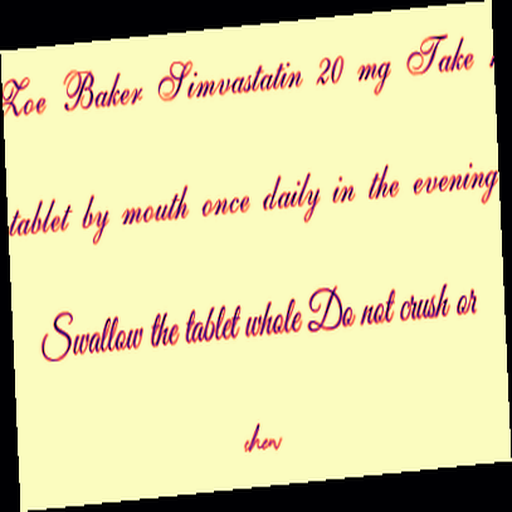 Zoe Baker Simvastatin 20 mg Take
tablet by mouth once daily in the evening
Swallow the tablet whole Do not crush or
chew